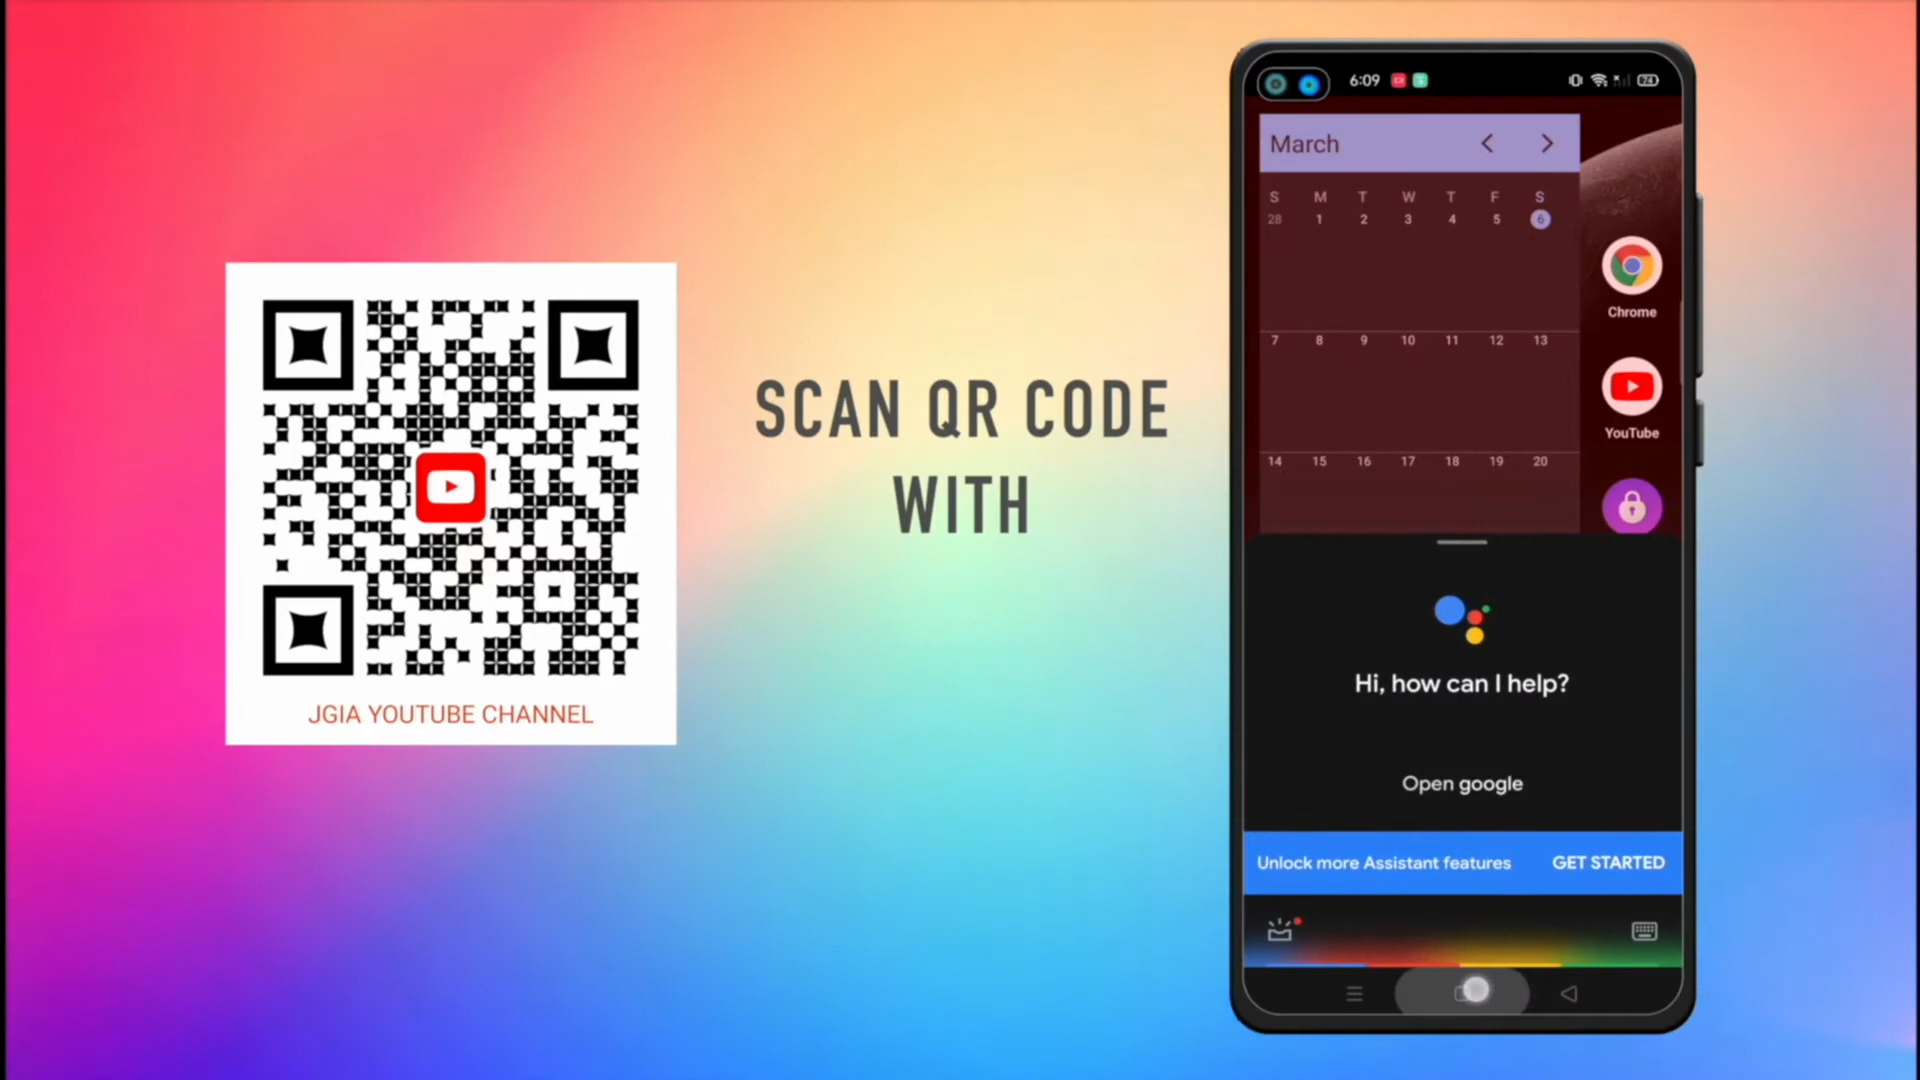 JGIA YOUTUBE CHANNEL
SCAN QR CODE
WITH
6:09
74
March
S M T W T F S
28 1 2 3 4 5 6
7 8 9 10 11 12 13
14 15 16 17 18 19 20
Chrome
YouTube
Hi, how can I help?
Open google
Unlock more Assistant features GET STARTED